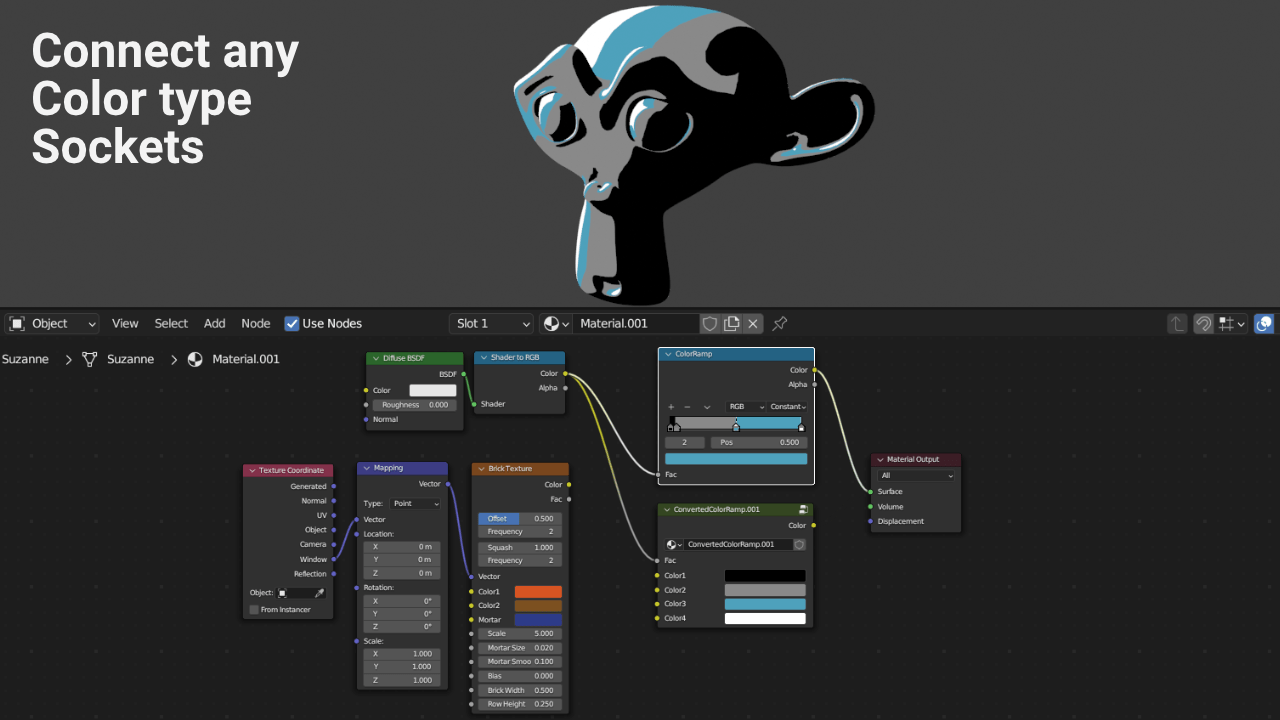 Connect any
Color type
Sockets
Object
View
Select
Add
Node
Use Nodes
Slot 1
Material.001
Suzanne
Suzanne
Material.001
Diffuse BSDF
BSDF
Color
Roughness 0.000
Normal
Shader to RGB
Color
Alpha
Shader
ColorRamp
Color
Alpha
RGB Constant
2 Pos 0.500
Fac
Material Output
All
Surface
Volume
Displacement
Texture Coordinate
Generated
Normal
UV
Object
Camera
Window
Reflection
Object:
From Instancer
Mapping
Vector
Type: Point
Vector
Location:
X 0 m
Y 0 m
Z 0 m
Rotation:
X 0°
Y 0°
Z 0°
Scale:
X 1.000
Y 1.000
Z 1.000
Brick Texture
Color
Fac
Offset 0.500
Frequency 2
Squash 1.000
Frequency 2
Vector
Color1
Color2
Mortar
Scale 5.000
Mortar Size 0.020
Mortar Smoo 0.100
Bias 0.000
Brick Width 0.500
Row Height 0.250
ConvertedColorRamp.001
Color
ConvertedColorRamp.001
Fac
Color1
Color2
Color3
Color4